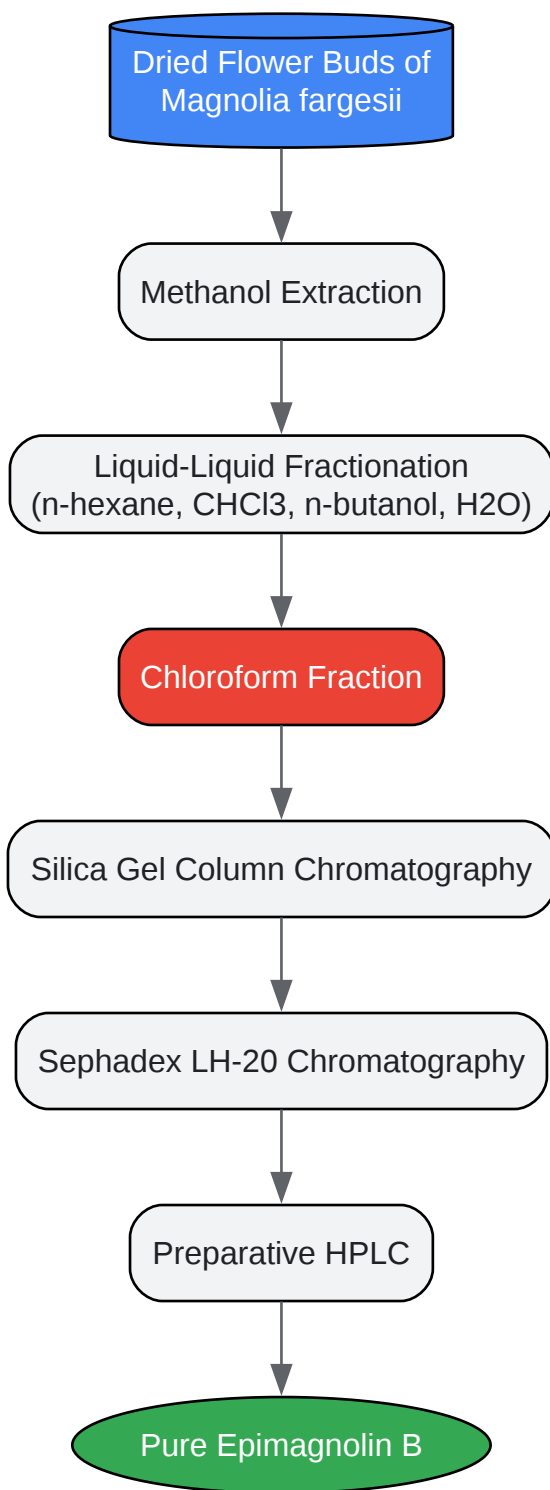 Dried Flower Buds of
Magnolia fargesii
Methanol Extraction
Liquid-Liquid Fractionation
(n-hexane, CHCl3, n-butanol, H2O)
Chloroform Fraction
Silica Gel Column Chromatography
Sephadex LH-20 Chromatography
Preparative HPLC
Pure Epimagnolin B